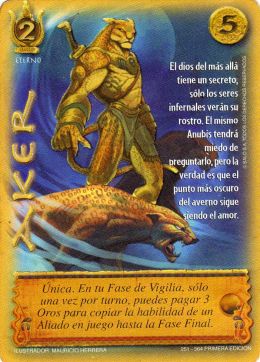 2
5
ETERNO
AKER
El dios del más allá
tiene un secreto,
sólo los seres
infernales verán su
rostro. El mismo
Anubis tendrá
miedo de
preguntarlo, pero la
verdad es que el
punto más oscuro
del averno sigue
siendo el amor.
Única. En tu Fase de Vigilia, sólo
una vez por turno, puedes pagar 3
Oros para copiar la habilidad de un
Aliado en juego hasta la Fase Final.
ILUSTRADOR: MAURICIO HERRERA
251 - 364 PRIMERA EDICIÓN